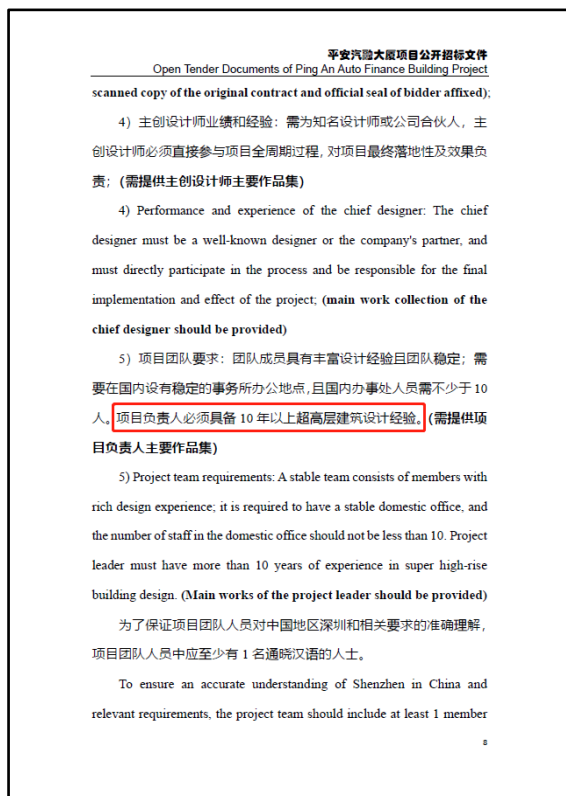 平安汽融大厦项目公开招标文件
Open Tender Documents of Ping An Auto Finance Building Project
scanned copy of the original contract and official seal of bidder affixed);
4）主创设计师业绩和经验：需为知名设计师或公司合伙人，主
创设计师必须直接参与项目全周期过程，对项目最终落地性及效果负
责；(需提供主创设计师主要作品集)
4) Performance and experience of the chief designer: The chief
designer must be a well-known designer or the company's partner, and
must directly participate in the process and be responsible for the final
implementation and effect of the project; (main work collection of the
chief designer should be provided)
5）项目团队要求：团队成员具有丰富设计经验且团队稳定；需
要在国内设有稳定的事务所办公地点，且国内办事处人员需不少于 10
人。项目负责人必须具备 10 年以上超高层建筑设计经验。(需提供项
目负责人主要作品集)
5) Project team requirements: A stable team consists of members with
rich design experience; it is required to have a stable domestic office, and
the number of staff in the domestic office should not be less than 10. Project
leader must have more than 10 years of experience in super high-rise
building design. (Main works of the project leader should be provided)
为了保证项目团队人员对中国地区深圳和相关要求的准确理解，
项目团队人员中应至少有 1 名通晓汉语的人士。
To ensure an accurate understanding of Shenzhen in China and
relevant requirements, the project team should include at least 1 member
8